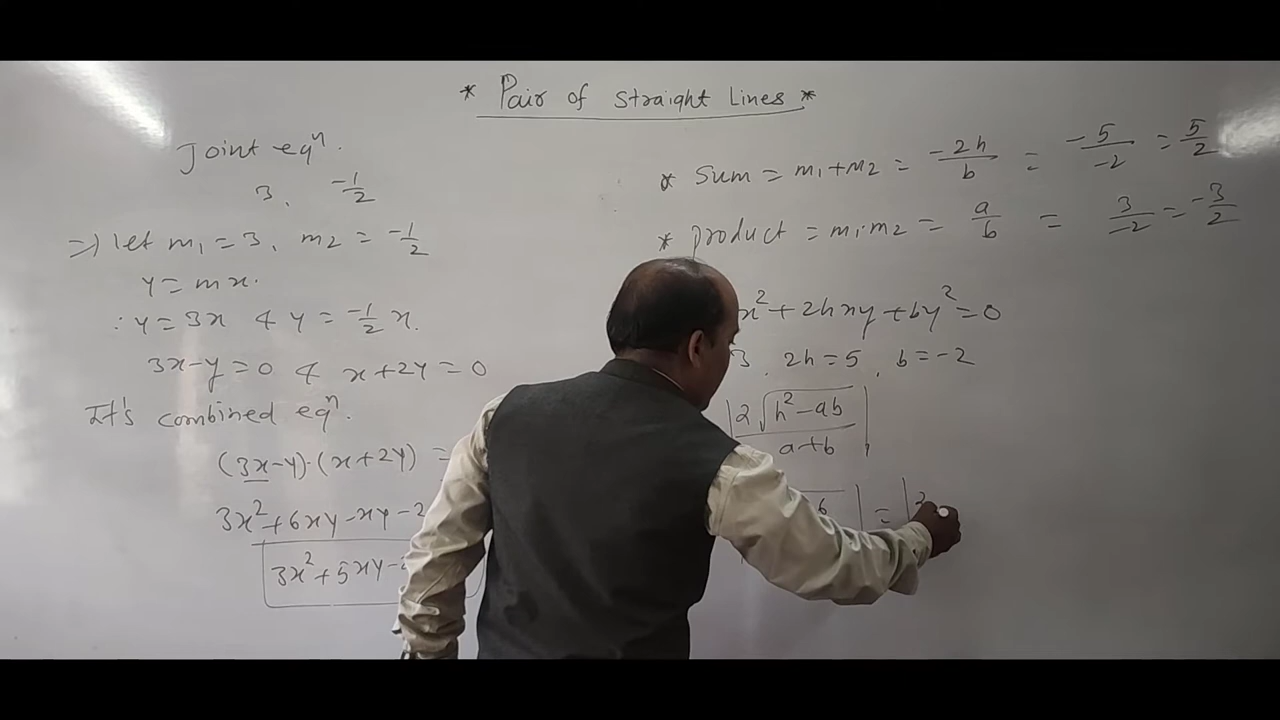 * Pair of Straight Lines *
Joint eqⁿ.
3, -1/2
=) let m₁ = 3, m₂ = -1/2
y = mx.
∴ y = 3x & y = -1/2 x.
3x-y=0 & x+2y=0
It's combined eqⁿ.
(3x-y)·(x+2y) =
3x²+6xy-xy-2
3x²+5xy-2
* Sum = m₁+m₂ = -2h/b = -5/-2 = 5/2
* product = m₁·m₂ = a/b = 3/-2 = -3/2
x²+2hxy+by²=0
3, 2h=5, b=-2
|2√(h²-ab)/(a+b)|
6 | = |2